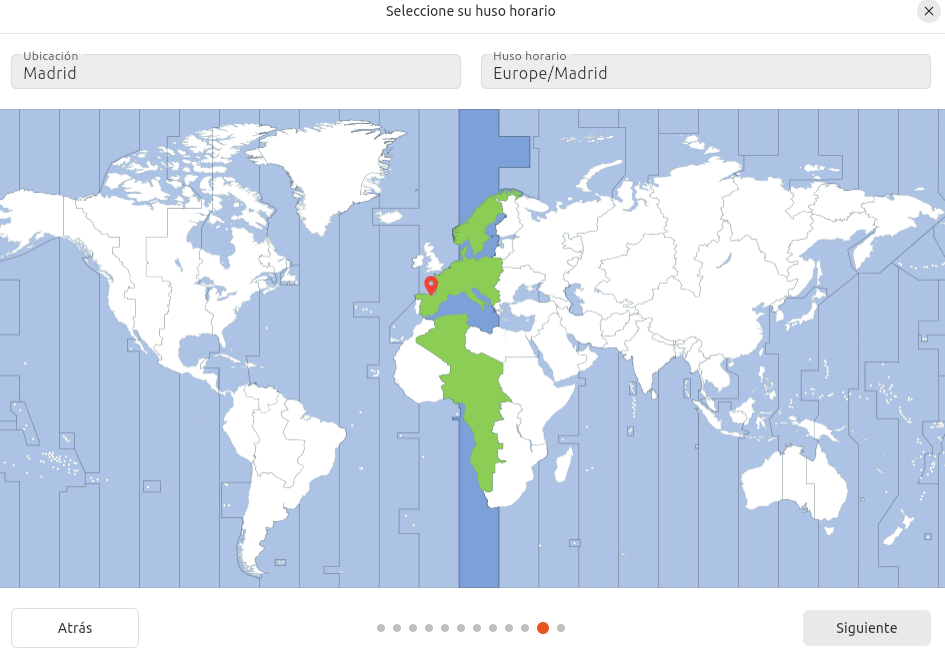 Seleccione su huso horario
Ubicación
Madrid
Huso horario
Europe/Madrid
Atrás
Siguiente